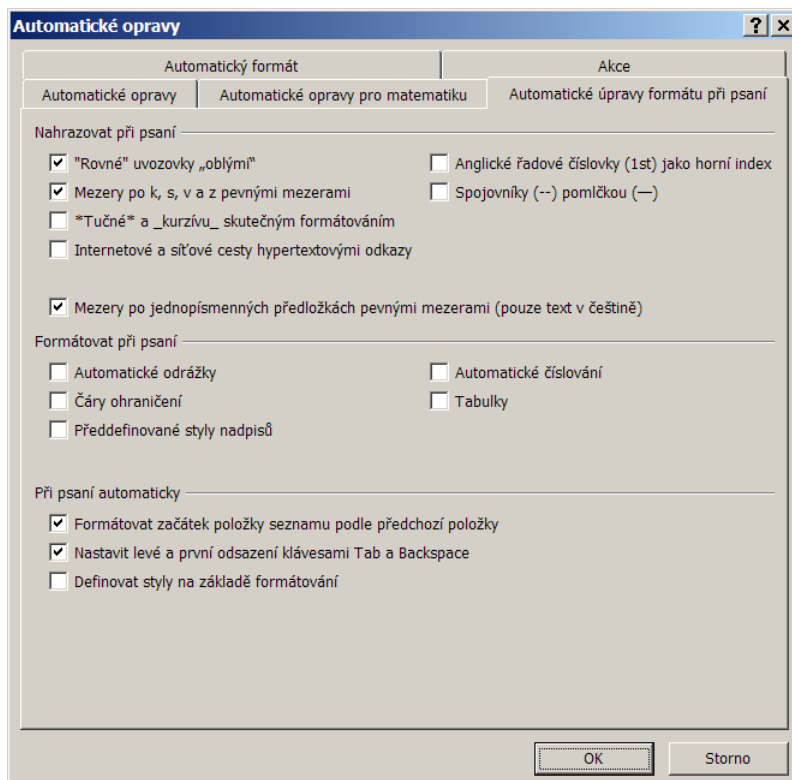 Automatické opravy
Automatický formát
Akce
Automatické opravy
Automatické opravy pro matematiku
Automatické úpravy formátu při psaní
Nahrazovat při psaní
"Rovné" uvozovky „oblými“
Anglické řadové číslovky (1st) jako horní index
Mezery po k, s, v a z pevnými mezerami
Spojovníky (--) pomlčkou (—)
*Tučné* a _kurzívu_ skutečným formátováním
Internetové a síťové cesty hypertextovými odkazy
Mezery po jednopísmenných předložkách pevnými mezerami (pouze text v češtině)
Formátovat při psaní
Automatické odrážky
Automatické číslování
Čáry ohraničení
Tabulky
Předdefinované styly nadpisů
Při psaní automaticky
Formátovat začátek položky seznamu podle předchozí položky
Nastavit levé a první odsazení klávesami Tab a Backspace
Definovat styly na základě formátování
OK
Storno